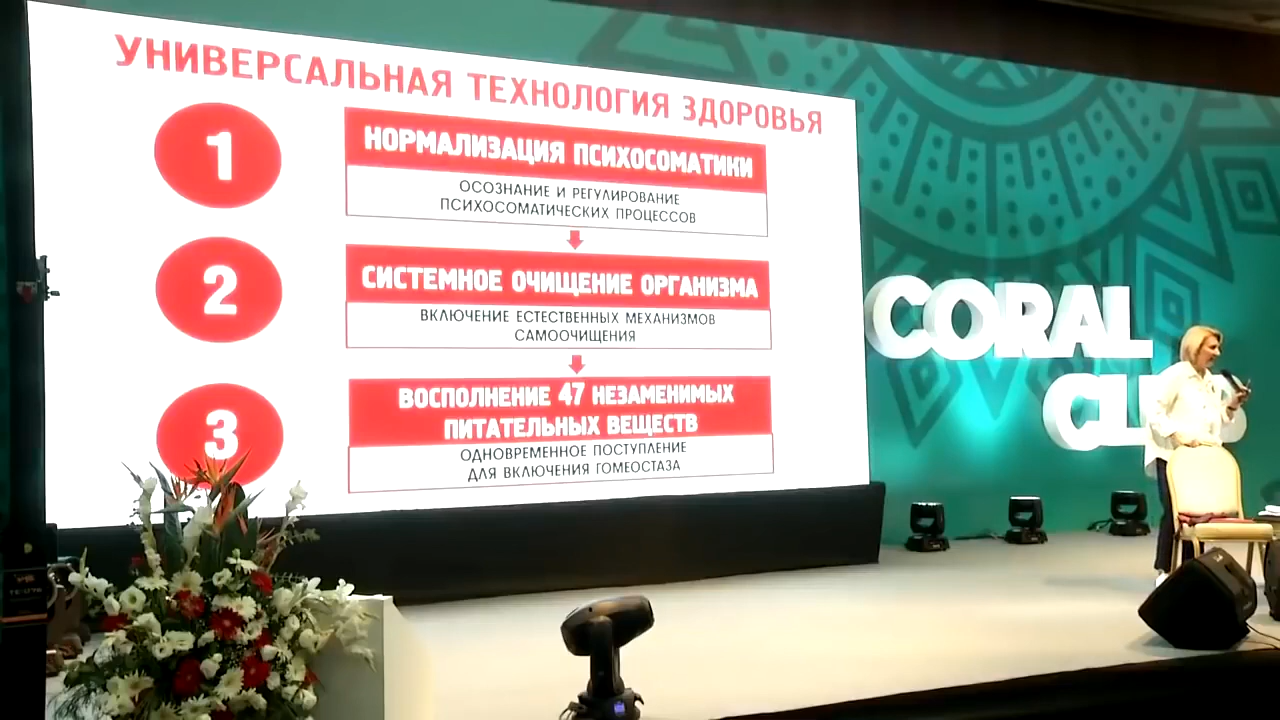 УНИВЕРСАЛЬНАЯ ТЕХНОЛОГИЯ ЗДОРОВЬЯ
1
НОРМАЛИЗАЦИЯ ПСИХОСОМАТИКИ
ОСОЗНАНИЕ И РЕГУЛИРОВАНИЕ
ПСИХОСОМАТИЧЕСКИХ ПРОЦЕССОВ
2
СИСТЕМНОЕ ОЧИЩЕНИЕ ОРГАНИЗМА
ВКЛЮЧЕНИЕ ЕСТЕСТВЕННЫХ МЕХАНИЗМОВ
САМООЧИЩЕНИЯ
3
ВОСПОЛНЕНИЕ 47 НЕЗАМЕНИМЫХ
ПИТАТЕЛЬНЫХ ВЕЩЕСТВ
ОДНОВРЕМЕННОЕ ПОСТУПЛЕНИЕ
ДЛЯ ВКЛЮЧЕНИЯ ГОМЕОСТАЗА
CORAL